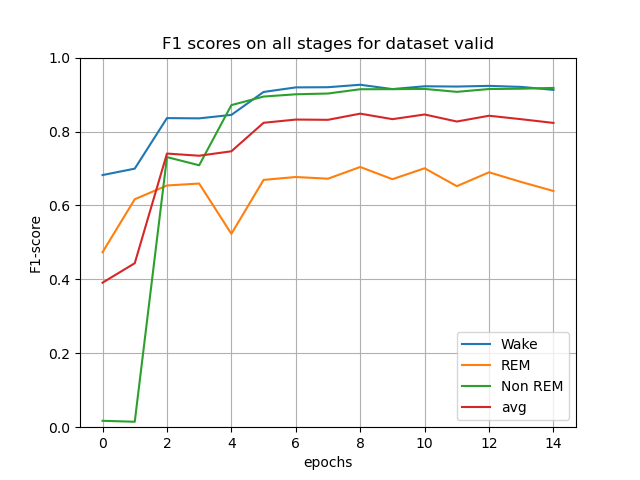 F1 scores on all stages for dataset valid
1.0
0.8
0.6
0.4
0.2
0.0
F1-score
Wake
REM
Non REM
avg
0 2 4 6 8 10 12 14
epochs